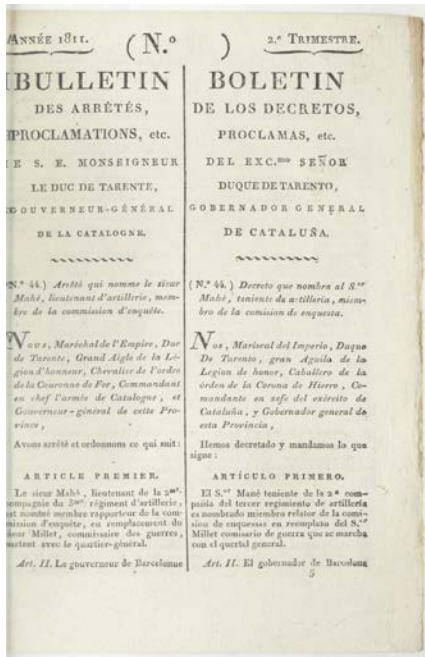 ANNÉE 1811.
(N.º )
2.e TRIMESTRE.
BULLETIN
DES ARRÊTÉS,
PROCLAMATIONS, etc.
E S. E. MONSEIGNEUR
LE DUC DE TARENTE,
GOUVERNEUR-GÉNÉRAL
DE LA CATALOGNE.
N.º 44.) Arrêté qui nomme le sieur
Mahé, lieutenant d'artillerie, mem-
bre de la commission d'enquête.
Nous, Maréchal de l'Empire, Duc
de Tarente, Grand Aigle de la Lé-
gion d'honneur, Chevalier de l'ordre
de la Couronne de Fer, Commandant
en chef l'armée de Catalogne, et
Gouverneur-général de cette Pro-
vince,
Avons arrêté et ordonnons ce qui suit:
ARTICLE PREMIER.
Le sieur Mahé, lieutenant de la 2me.
compagnie du 3me. régiment d'artillerie,
est nommé membre rapporteur de la com-
mission d'enquête, en remplacement du
sieur Millet, commissaire des guerres,
partant avec le quartier-général.
Art. II. Le gouverneur de Barcelonne
BOLETIN
DE LOS DECRETOS,
PROCLAMAS, etc.
DEL EXC.mo SEÑOR
DUQUE DE TARENTO,
GOBERNADOR GENERAL
DE CATALUÑA.
(N.º 44.) Decreto que nombra al S.or
Mahé, teniente de artillería, miem-
bro de la comision de enquesta.
Nos, Mariscal del Imperio, Duque
De Tarento, gran Aguila de la
Legion de honor, Caballero de la
órden de la Corona de Hierro, Co-
mandante en xefe del exército de
Cataluña, y Gobernador general de
esta Provincia,
Hemos decretado y mandamos lo que
sigue:
ARTÍCULO PRIMERO.
El S.or Mané teniente de la 2.a com-
pañía del tercer regimiento de artillería
es nombrado miembro relator de la comi-
sion de enquesas en reemplazo del S.or
Millet comisario de guerra que se marcha
con el quertel general.
Art. II. El gobernador de Barcelona
5